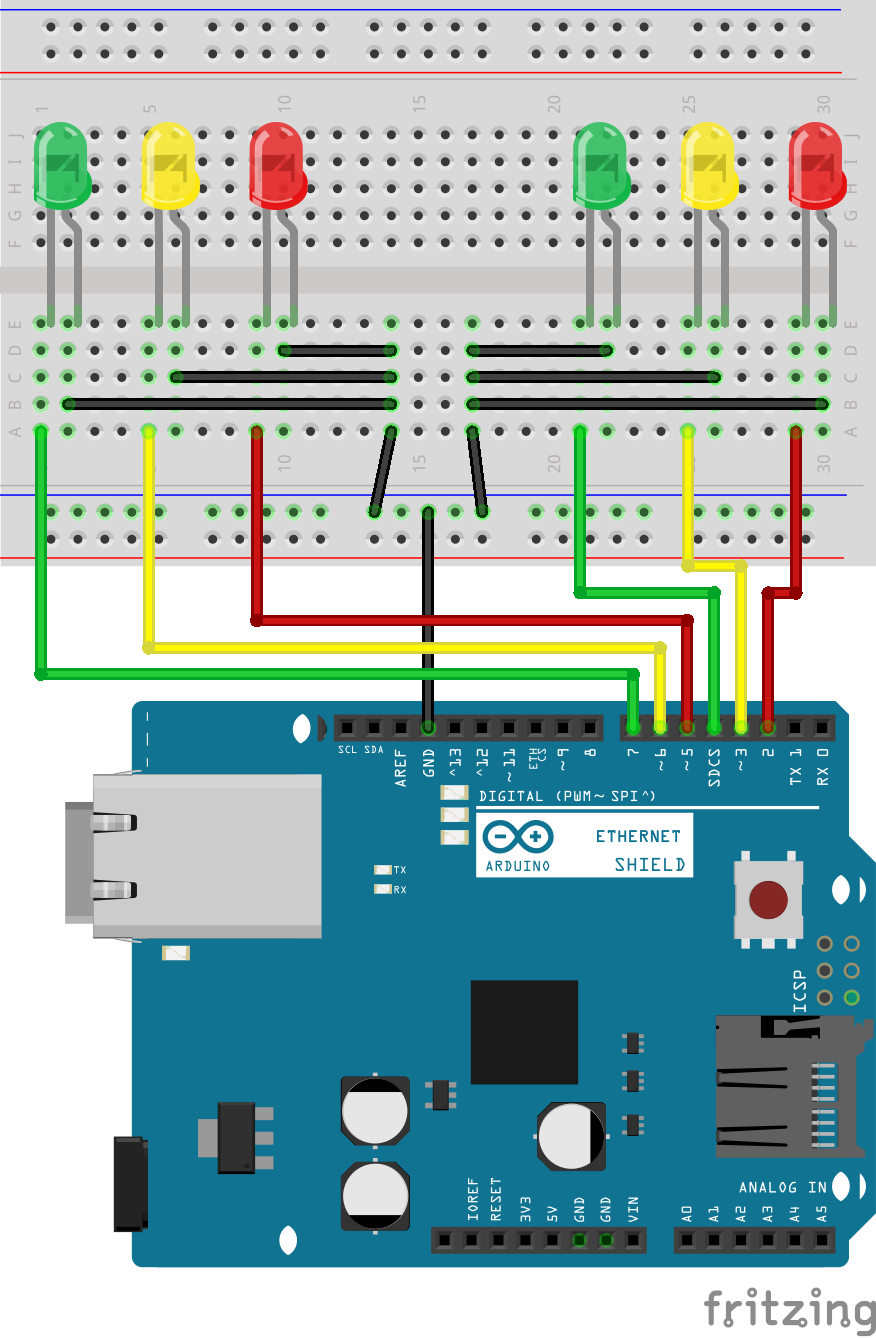 1 5 10 15 20 25 30
J J
I I
H H
G G
F F
E E
D D
C C
B B
A A
10 15 20 30
SCL SDA AREF GND ^13 ^12 ~11 ETH CS ~9 8 7 ~6 ~5 SDCS ~3 2 TX 1 RX 0
DIGITAL (PWM~ SPI^)
ARDUINO
ETHERNET
SHIELD
TX
RX
ICSP
ANALOG IN
IOREF RESET 3V3 5V GND GND VIN A0 A1 A2 A3 A4 A5
fritzing